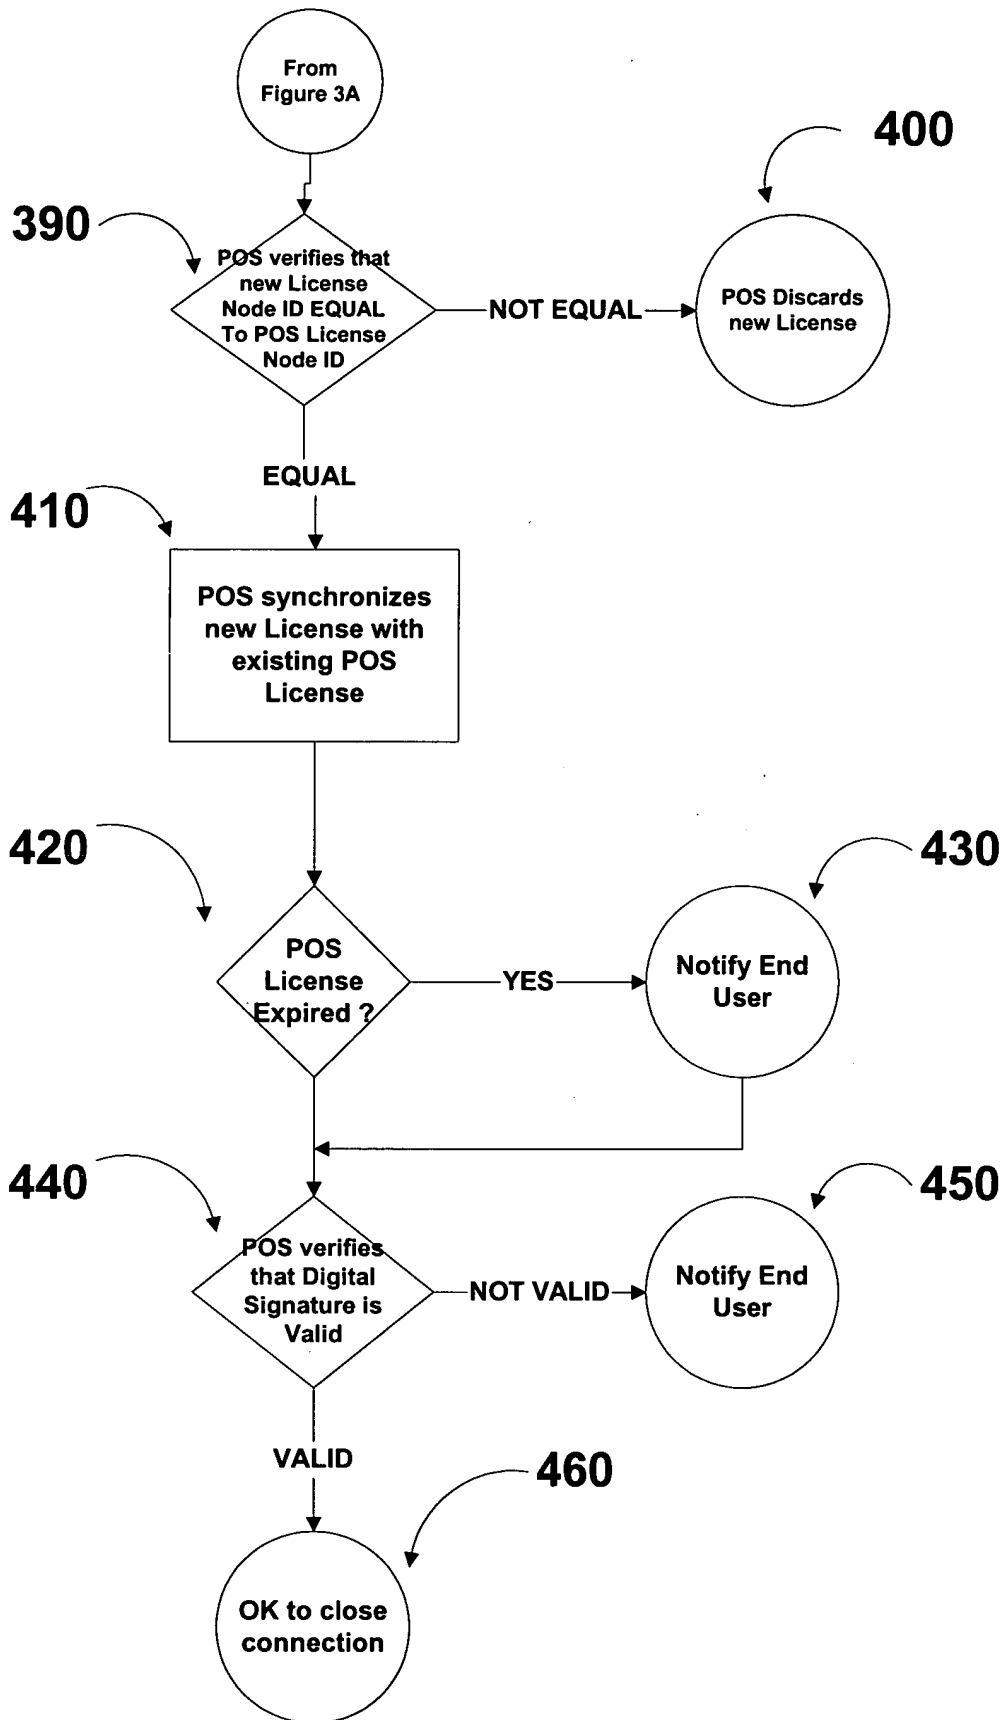 From
Figure 3A
400
390
POS verifies that
new License
Node ID EQUAL
To POS License
Node ID
NOT EQUAL
POS Discards
new License
EQUAL
410
POS synchronizes
new License with
existing POS
License
420
430
POS
License
Expired ?
YES
Notify End
User
440
450
POS verifies
that Digital
Signature is
Valid
NOT VALID
Notify End
User
VALID
460
OK to close
connection